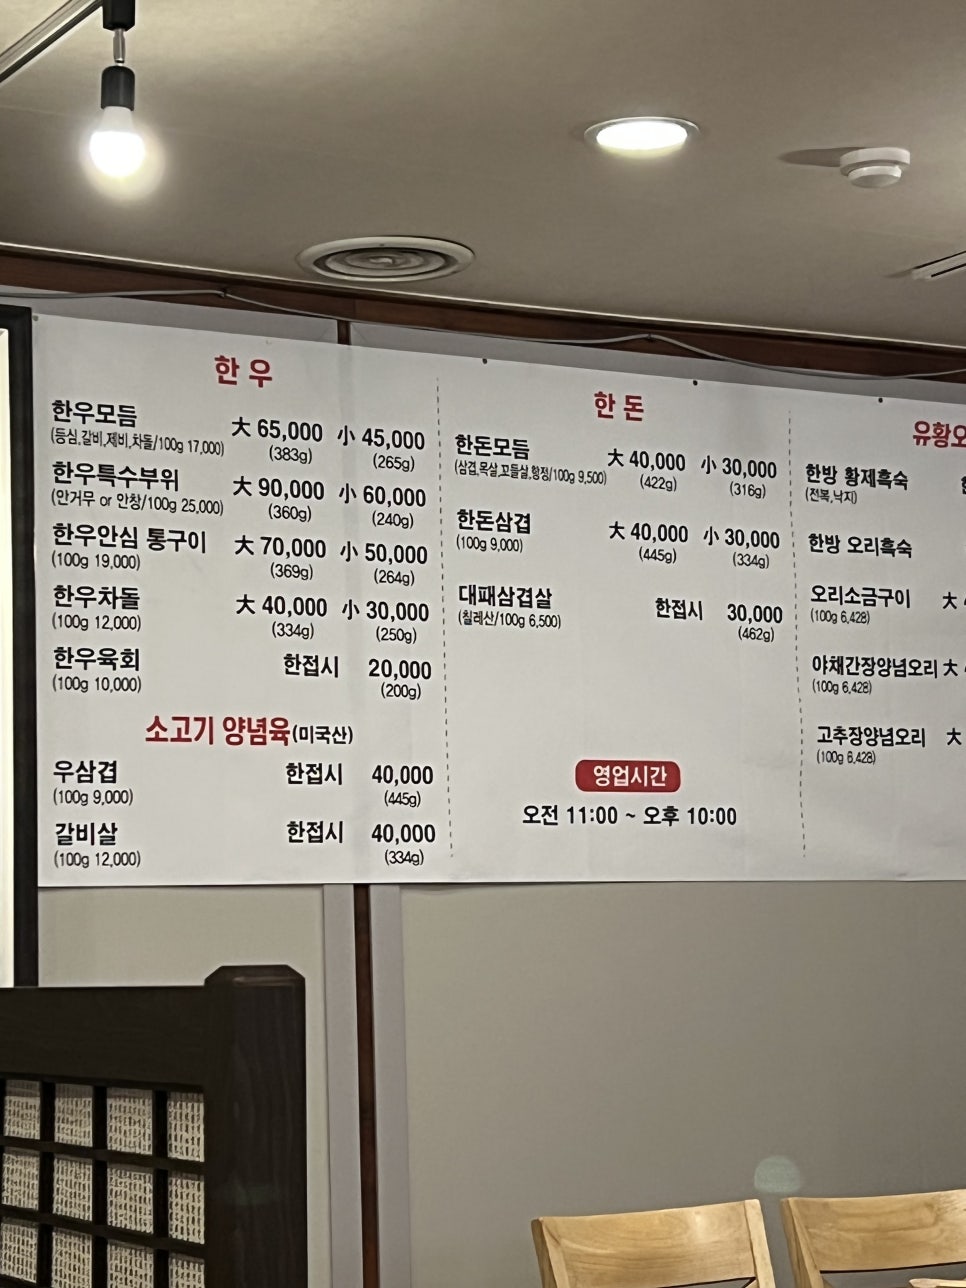 한우
한우모듬 大 65,000 小 45,000
(등심,갈비,제비,차돌/100g 17,000) (383g) (265g)
한우특수부위 大 90,000 小 60,000
(안거무 or 안창/100g 25,000) (360g) (240g)
한우안심 통구이 大 70,000 小 50,000
(100g 19,000) (369g) (264g)
한우차돌 大 40,000 小 30,000
(100g 12,000) (334g) (250g)
한우육회 한접시 20,000
(100g 10,000) (200g)
소고기 양념육(미국산)
우삼겹 한접시 40,000
(100g 9,000) (445g)
갈비살 한접시 40,000
(100g 12,000) (334g)
한돈
한돈모듬 大 40,000 小 30,000
(삼겹,목살,꼬들살,항정/100g 9,500) (422g) (316g)
한돈삼겹 大 40,000 小 30,000
(100g 9,000) (445g) (334g)
대패삼겹살 한접시 30,000
(칠레산/100g 6,500) (462g)
영업시간
오전 11:00 ~ 오후 10:00
유황오
한방 황제흑숙
(전복,낙지)
한방 오리흑숙
오리소금구이 大
(100g 6,428)
야채간장양념오리 大
(100g 6,428)
고추장양념오리 大
(100g 6,428)